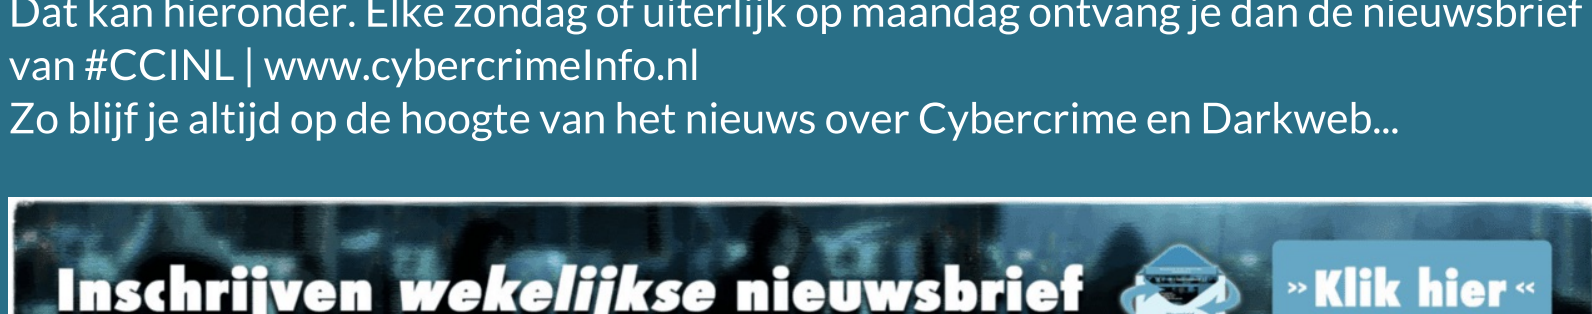 Dat kan hieronder. Elke zondag of uiterlijk op maandag ontvang je dan de nieuwsbrief
van #CCINL | www.cybercrimeInfo.nl
Zo blijf je altijd op de hoogte van het nieuws over Cybercrime en Darkweb...
Inschrijven wekelijkse nieuwsbrief >> Klik hier <<